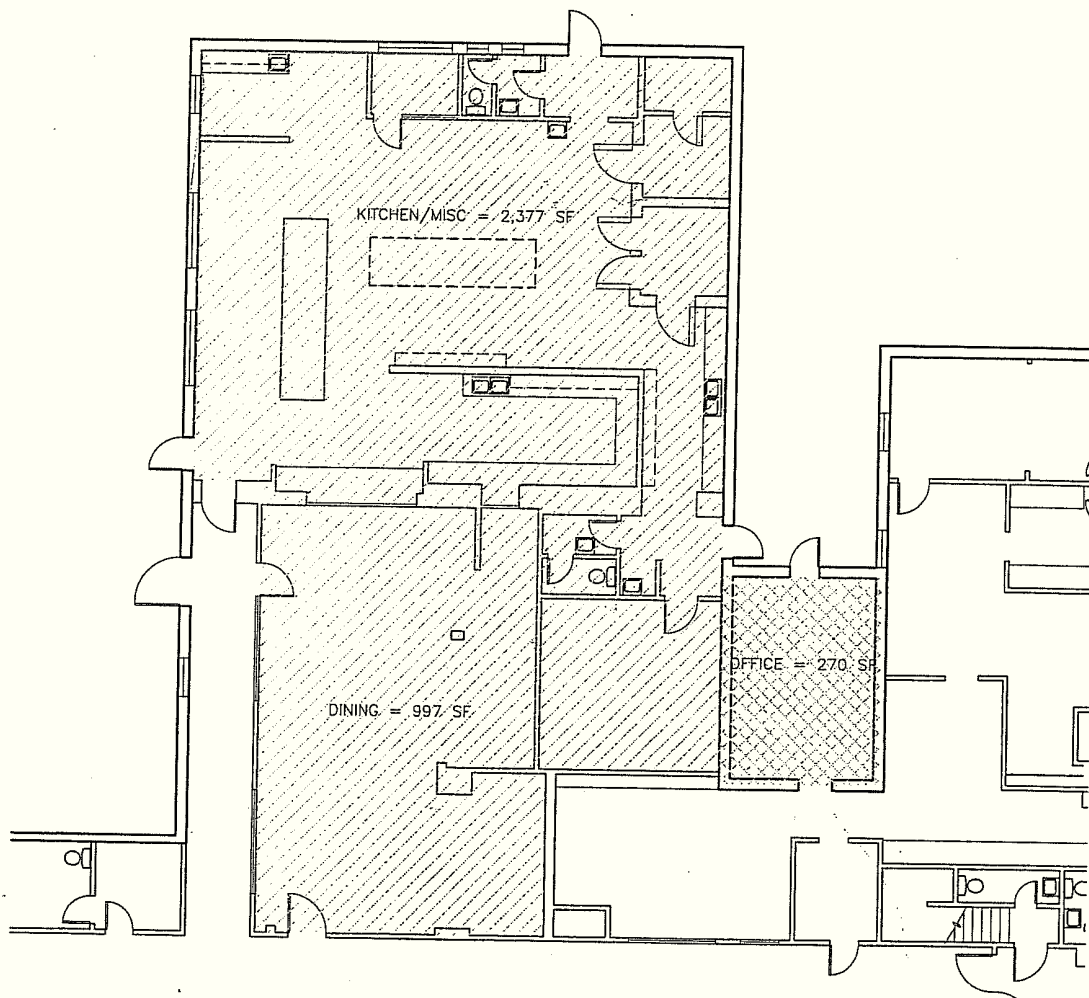 KITCHEN/MISC = 2,377 SF
OFFICE = 270 SF
DINING = 997 SF